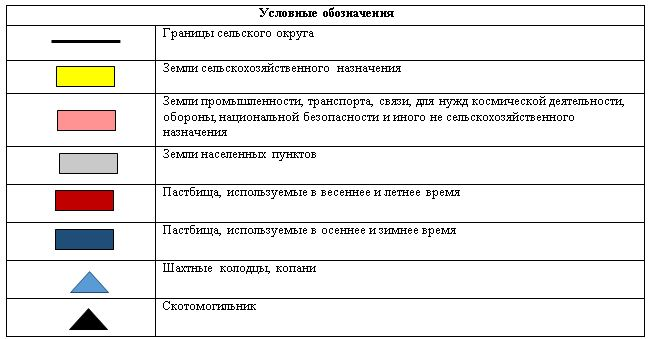 Условные обозначения
Границы сельского округа
Земли сельскохозяйственного назначения
Земли промышленности, транспорта, связи, для нужд космической деятельности,
обороны, национальной безопасности и иного не сельскохозяйственного
назначения
Земли населенных пунктов
Пастбища, используемые в весеннее и летнее время
Пастбища, используемые в осеннее и зимнее время
Шахтные колодцы, копани
Скотомогильник